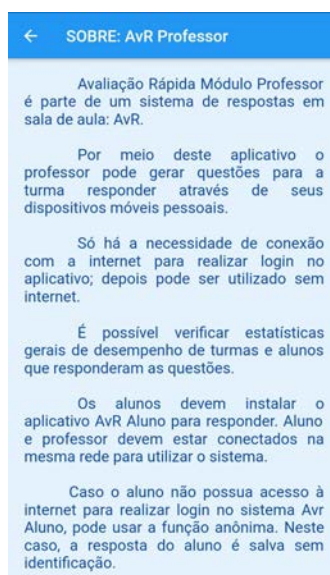 SOBRE: AvR Professor
Avaliação Rápida Módulo Professor
é parte de um sistema de respostas em
sala de aula: AvR.
Por meio deste aplicativo o
professor pode gerar questões para a
turma responder através de seus
dispositivos móveis pessoais.
Só há a necessidade de conexão
com a internet para realizar login no
aplicativo; depois pode ser utilizado sem
internet.
É possível verificar estatísticas
gerais de desempenho de turmas e alunos
que responderam as questões.
Os alunos devem instalar o
aplicativo AvR Aluno para responder. Aluno
e professor devem estar conectados na
mesma rede para utilizar o sistema.
Caso o aluno não possua acesso à
internet para realizar login no sistema Avr
Aluno, pode usar a função anônima. Neste
caso, a resposta do aluno é salva sem
identificação.